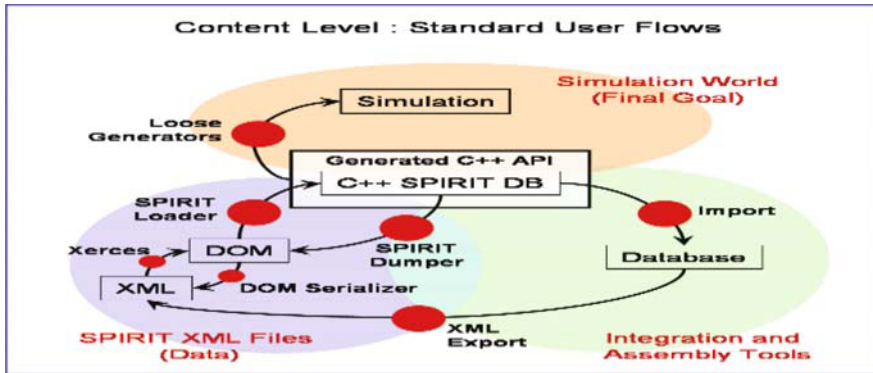 Content Level : Standard User Flows
Simulation World
(Final Goal)
Simulation
Loose
Generators
Generated C++ API
C++ SPIRIT DB
SPIRIT
Loader
Import
Xerces
DOM
SPIRIT
Dumper
Database
XML
DOM Serializer
SPIRIT XML Files
(Data)
XML
Export
Integration and
Assembly Tools